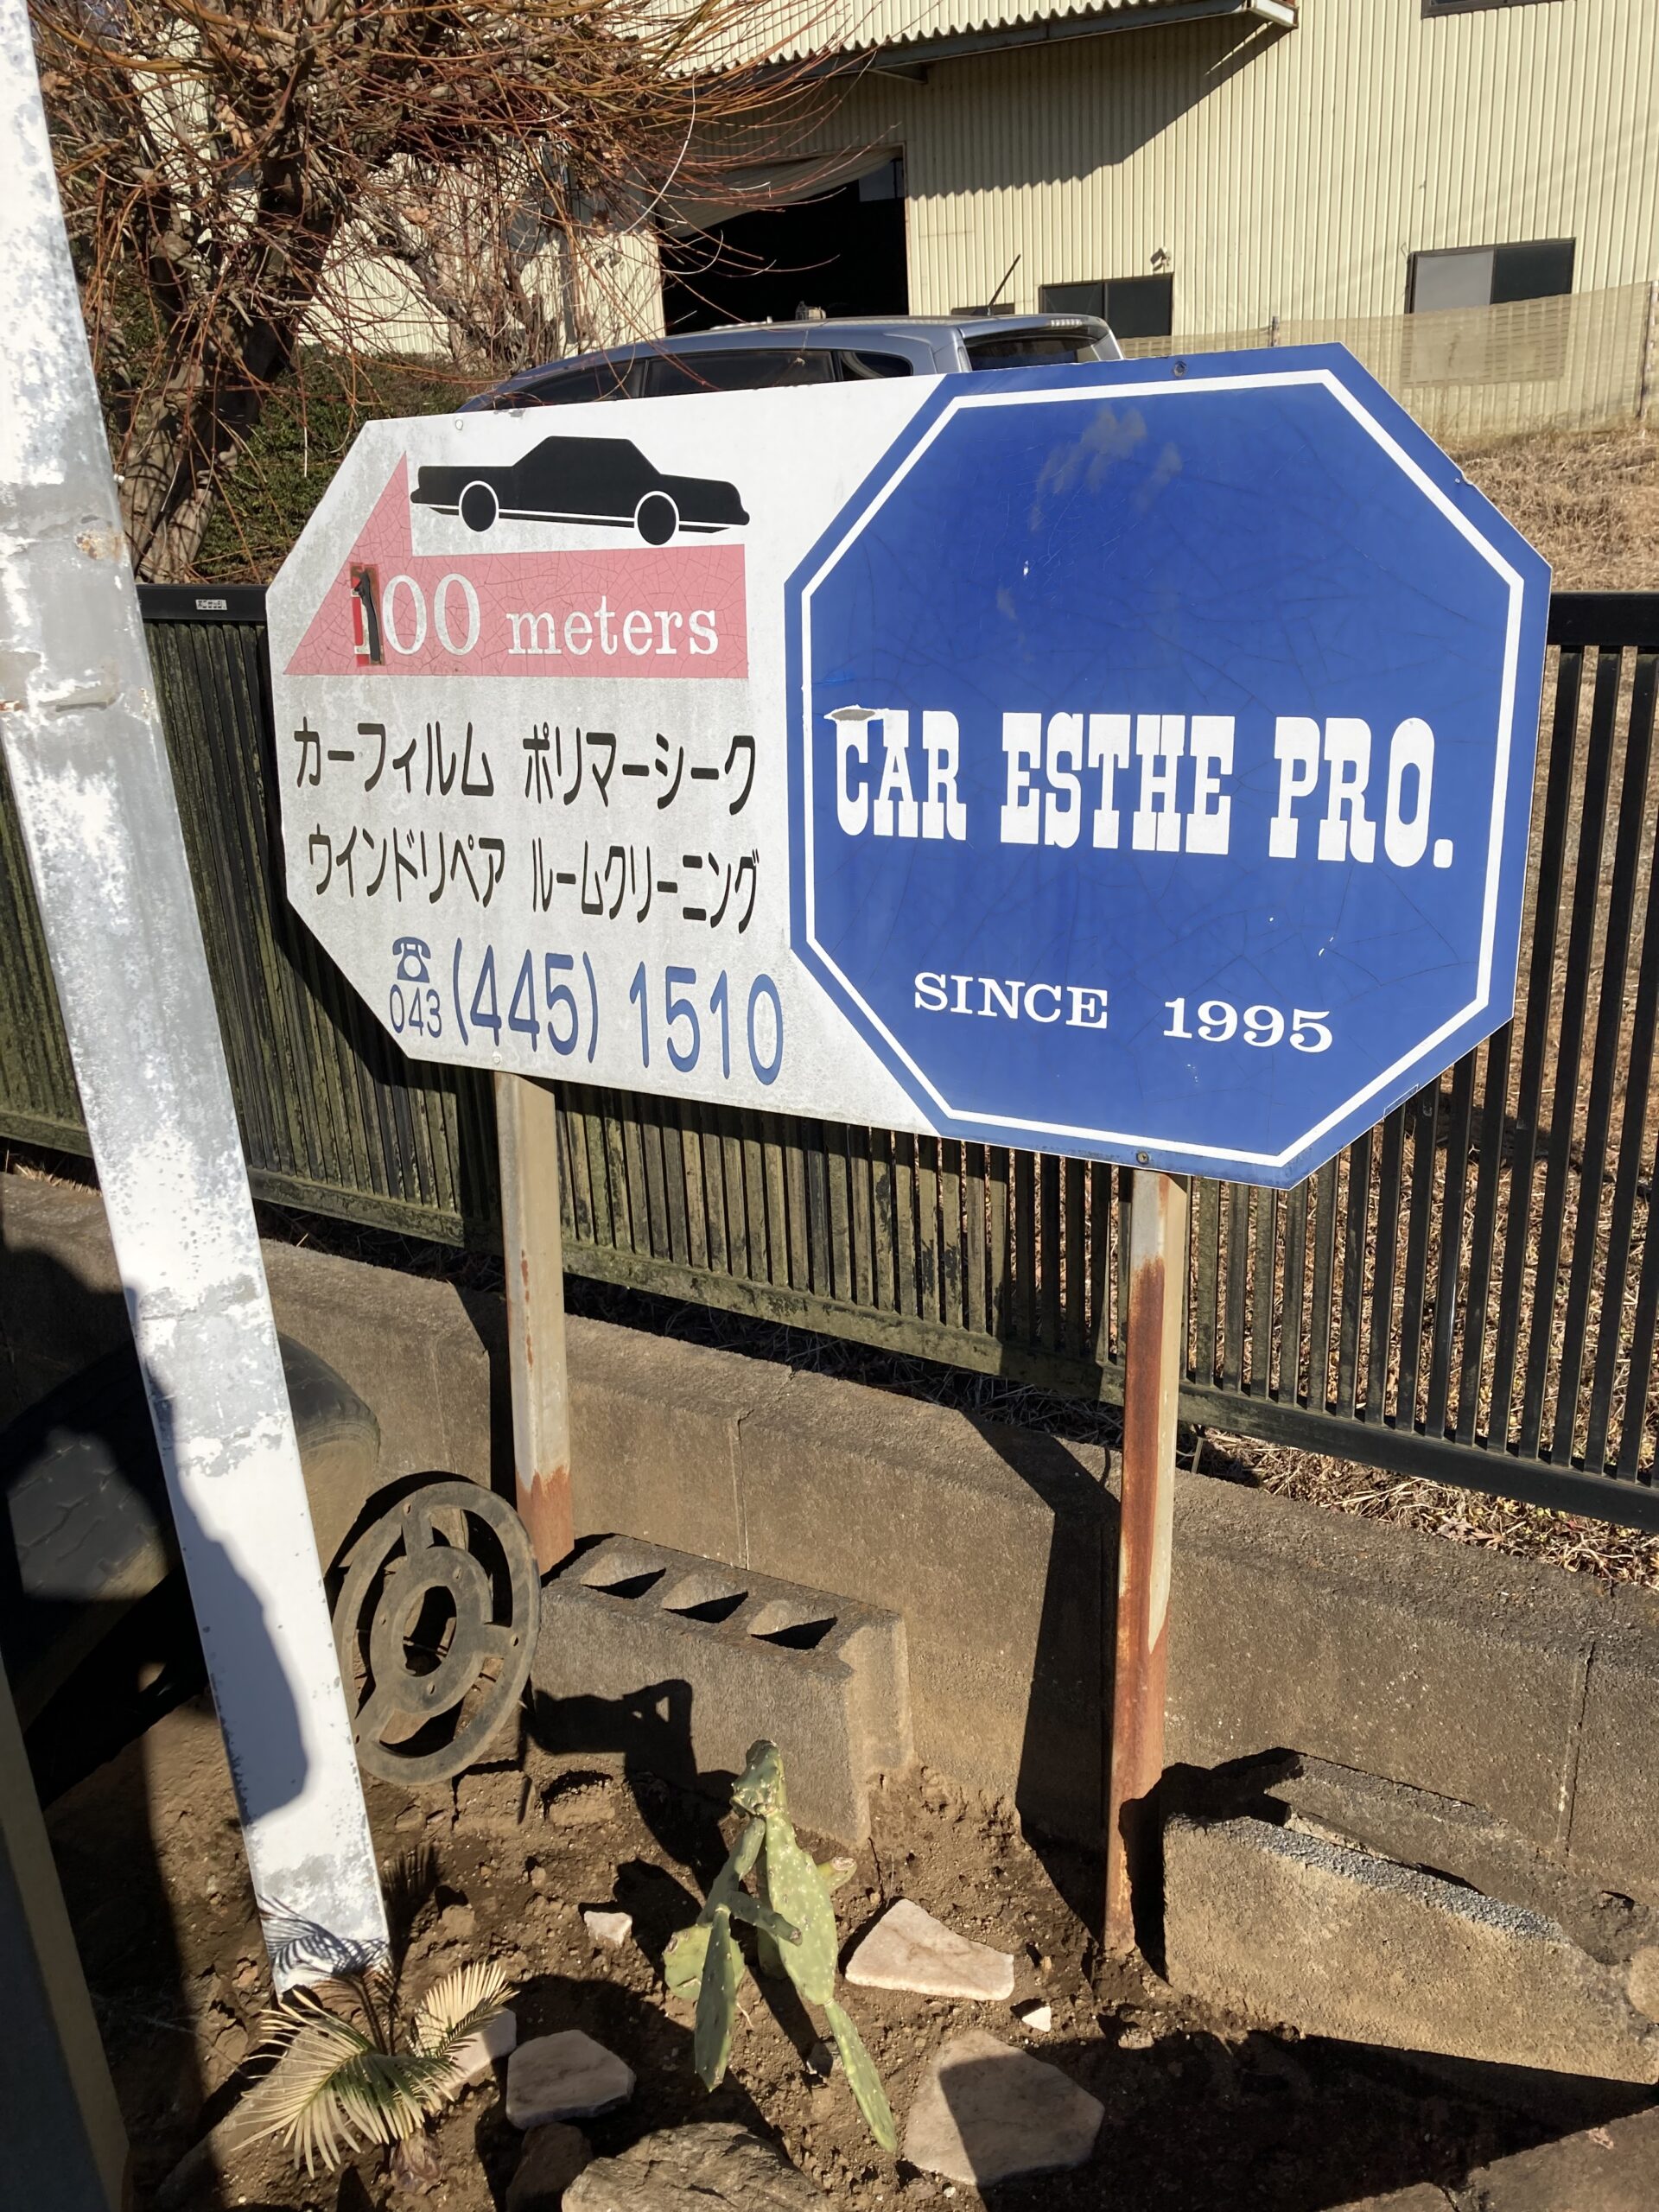 100 meters
カーフィルム ポリマーシーク
ウインドリペア ルームクリーニング
☎ 043 (445) 1510
CAR ESTHE PRO.
SINCE 1995